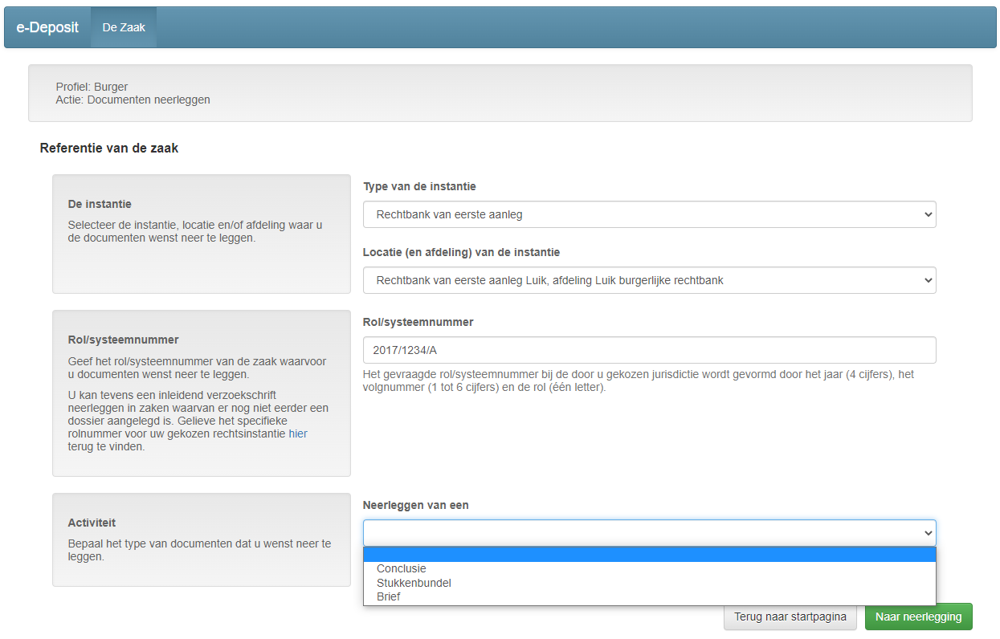 e-Deposit De Zaak
Profiel: Burger
Actie: Documenten neerleggen
Referentie van de zaak
De instantie
Selecteer de instantie, locatie en/of afdeling waar u
de documenten wenst neer te leggen.
Type van de instantie
Rechtbank van eerste aanleg
Locatie (en afdeling) van de instantie
Rechtbank van eerste aanleg Luik, afdeling Luik burgerlijke rechtbank
Rol/systeemnummer
Geef het rol/systeemnummer van de zaak waarvoor
u documenten wenst neer te leggen.
U kan tevens een inleidend verzoekschrift
neerleggen in zaken waarvan er nog niet eerder een
dossier aangelegd is. Gelieve het specifieke
rolnummer voor uw gekozen rechtsinstantie hier
terug te vinden.
Rol/systeemnummer
2017/1234/A
Het gevraagde rol/systeemnummer bij de door u gekozen jurisdictie wordt gevormd door het jaar (4 cijfers), het
volgnummer (1 tot 6 cijfers) en de rol (één letter).
Activiteit
Bepaal het type van documenten dat u wenst neer te
leggen.
Neerleggen van een
Conclusie
Stukkenbundel
Brief
Terug naar startpagina
Naar neerlegging